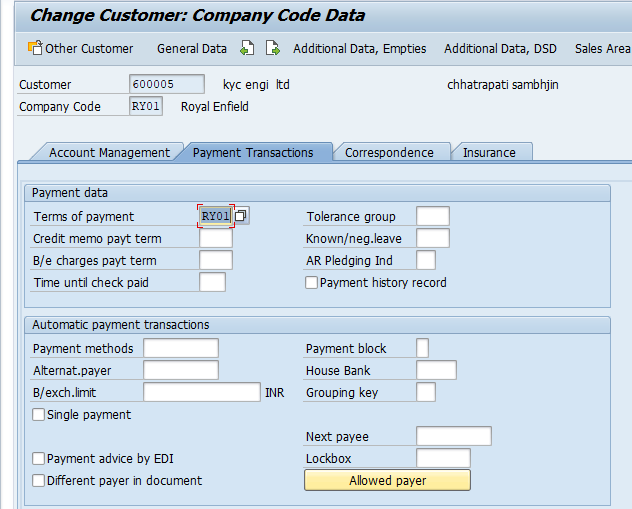 Change Customer: Company Code Data
Other Customer General Data Additional Data, Empties Additional Data, DSD Sales Area
Customer 600005 kyc engi ltd chhatrapati sambhjin
Company Code RY01 Royal Enfield
Account Management Payment Transactions Correspondence Insurance
Payment data
Terms of payment RY01 Tolerance group
Credit memo payt term Known/neg.leave
B/e charges payt term AR Pledging Ind
Time until check paid Payment history record
Automatic payment transactions
Payment methods Payment block
Alternat.payer House Bank
B/exch.limit INR Grouping key
Single payment
Next payee
Payment advice by EDI Lockbox
Different payer in document Allowed payer